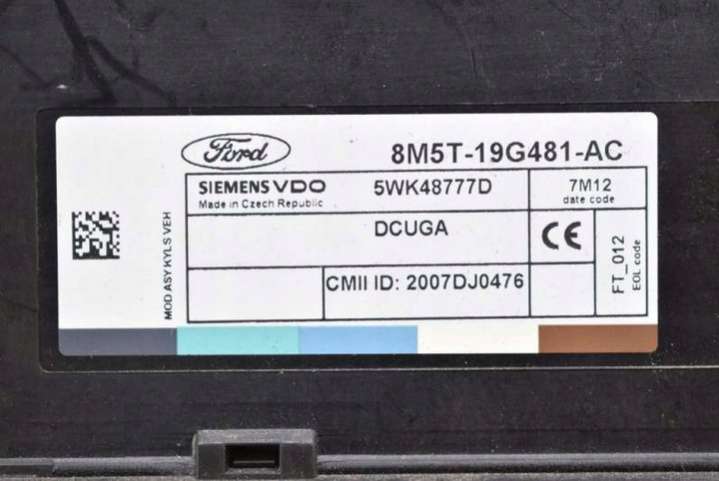 Ford
8M5T-19G481-AC
SIEMENS VDO
Made in Czech Republic
5WK48777D
7M12
date code
MOD ASY KYLS VEH
DCUGA
CE
FT_012
EOL code
CMII ID: 2007DJ0476